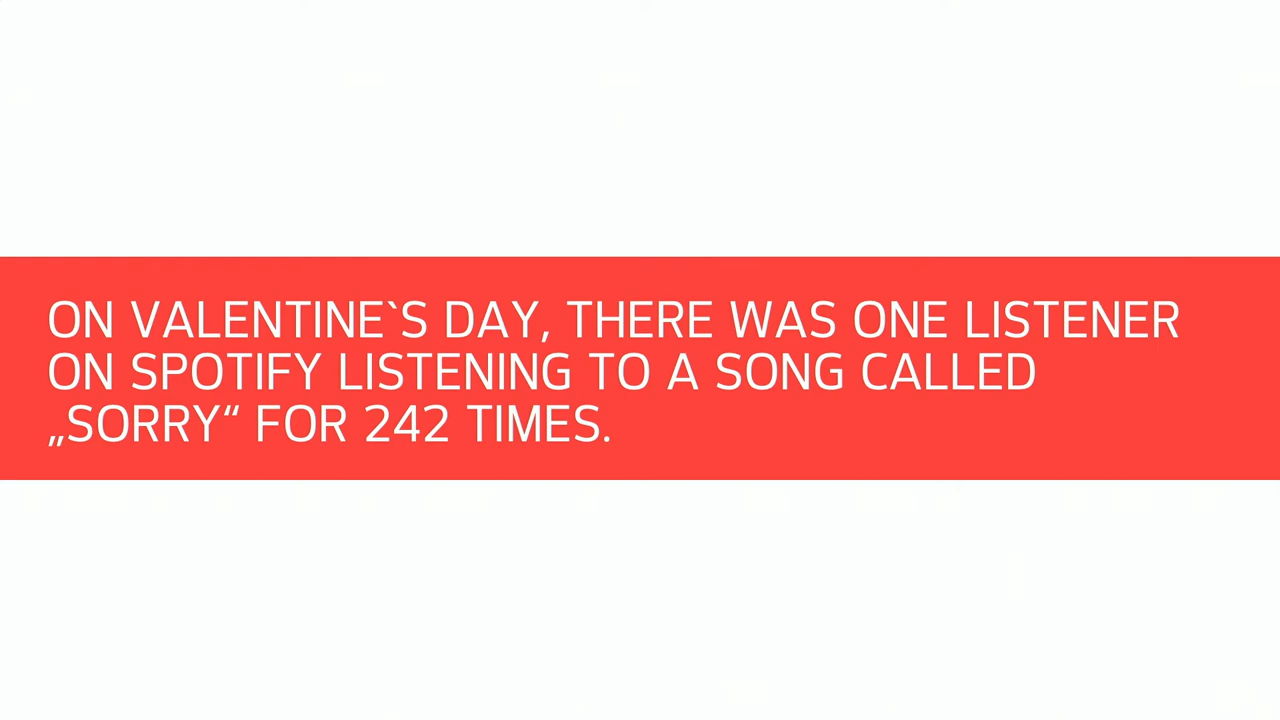 ON VALENTINE`S DAY, THERE WAS ONE LISTENER
ON SPOTIFY LISTENING TO A SONG CALLED
„SORRY“ FOR 242 TIMES.